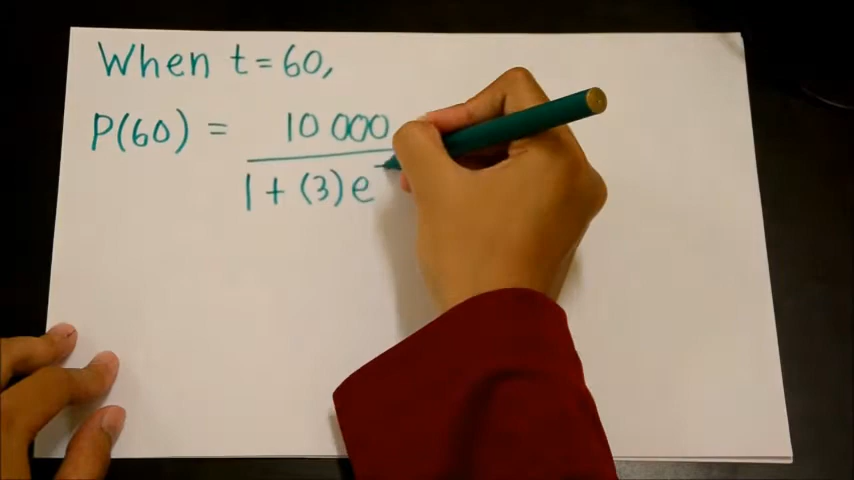 When t=60,
P(60) = 10 000
1 + (3)e⁻